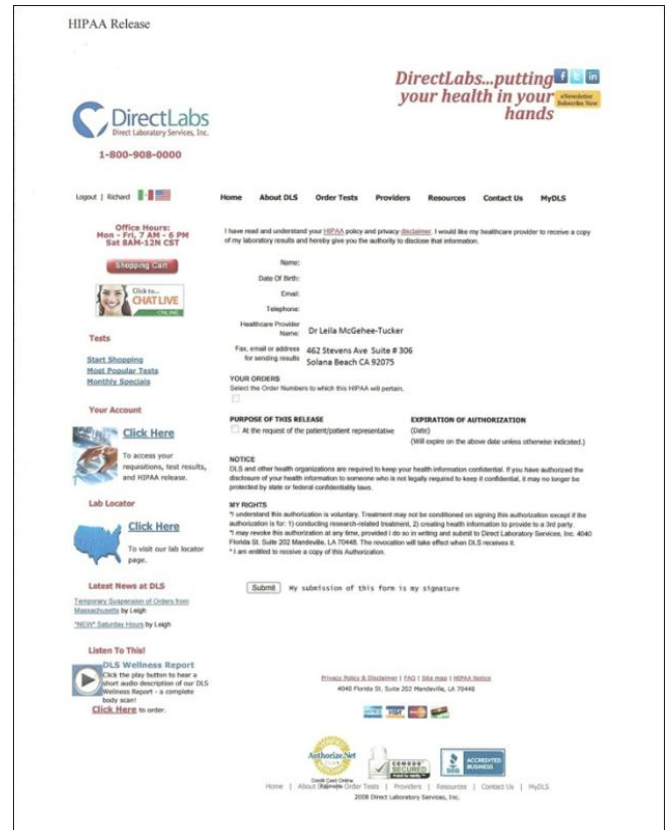 HIPAA Release
DirectLabs...putting
your health in your
hands
eNewsletter
Subscribe Now
DirectLabs
Direct Laboratory Services, Inc.
1-800-908-0000
Logout | Richard
Home About DLS Order Tests Providers Resources Contact Us MyDLS
Office Hours:
Mon - Fri, 7 AM - 6 PM
Sat 8AM-12N CST
Shopping Cart
Click to...
CHAT LIVE
ONLINE
Tests
Start Shopping
Most Popular Tests
Monthly Specials
Your Account
Click Here
To access your
requisitions, test results,
and HIPAA release.
Lab Locator
Click Here
To visit our lab locator
page.
Latest News at DLS
Temporary Suspension of Orders from
Massachusetts by Leigh
*NEW* Saturday Hours by Leigh
Listen To This!
DLS Wellness Report
Click the play button to hear a
short audio description of our DLS
Wellness Report - a complete
body scan!
Click Here to order.
I have read and understand your HIPAA policy and privacy disclaimer. I would like my healthcare provider to receive a copy
of my laboratory results and hereby give you the authority to disclose that information.
Name:
Date Of Birth:
Email:
Telephone:
Healthcare Provider
Name: Dr Leila McGehee-Tucker
Fax, email or address 462 Stevens Ave Suite # 306
for sending results Solana Beach CA 92075
YOUR ORDERS
Select the Order Numbers to which this HIPAA will pertain.
PURPOSE OF THIS RELEASE EXPIRATION OF AUTHORIZATION
At the request of the patient/patient representative (Date)
(Will expire on the above date unless otherwise indicated.)
NOTICE
DLS and other health organizations are required to keep your health information confidential. If you have authorized the
disclosure of your health information to someone who is not legally required to keep it confidential, it may no longer be
protected by state or federal confidentiality laws.
MY RIGHTS
*I understand this authorization is voluntary. Treatment may not be conditioned on signing this authorization except if the
authorization is for: 1) conducting research-related treatment, 2) creating health information to provide to a 3rd party.
*I may revoke this authorization at any time, provided I do so in writing and submit to Direct Laboratory Services, Inc. 4040
Florida St. Suite 202 Mandeville, LA 70448. The revocation will take effect when DLS receives it.
* I am entitled to receive a copy of this Authorization.
Submit My submission of this form is my signature
Privacy Policy & Disclaimer | FAQ | Site map | HIPAA Notice
4040 Florida St, Suite 202 Mandeville, LA 70448
VISA
Authorize.Net
Credit Card Online
Payments
COMODO
SECURED
BBB
ACCREDITED
BUSINESS
Home | About DLS | Order Tests | Providers | Resources | Contact Us | MyDLS
2008 Direct Laboratory Services, Inc.